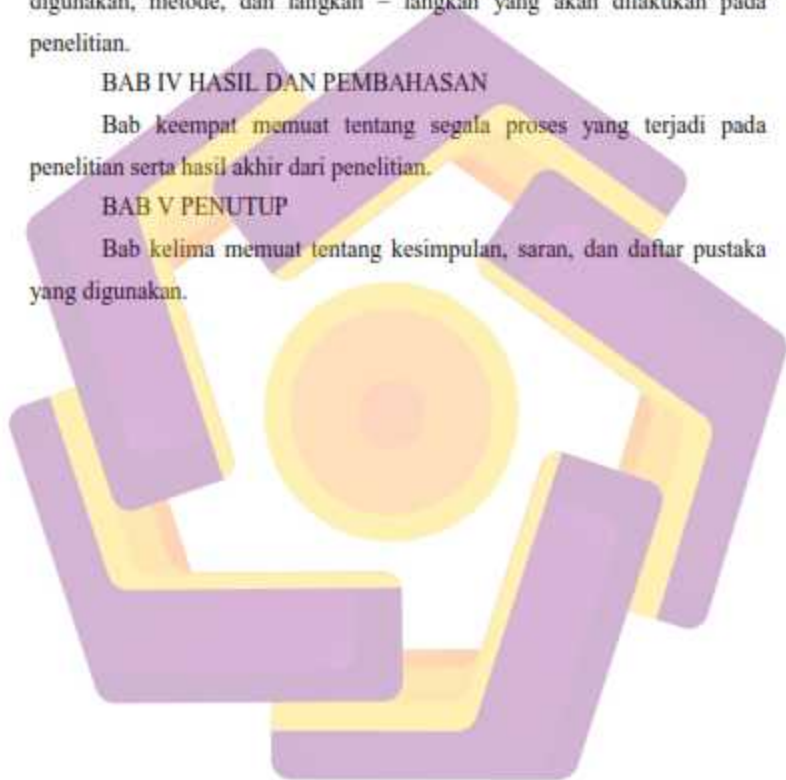 digunakan, metode, dan langkah – langkah yang akan dilakukan pada
penelitian.
BAB IV HASIL DAN PEMBAHASAN
Bab keempat memuat tentang segala proses yang terjadi pada
penelitian serta hasil akhir dari penelitian.
BAB V PENUTUP
Bab kelima memuat tentang kesimpulan, saran, dan daftar pustaka
yang digunakan.